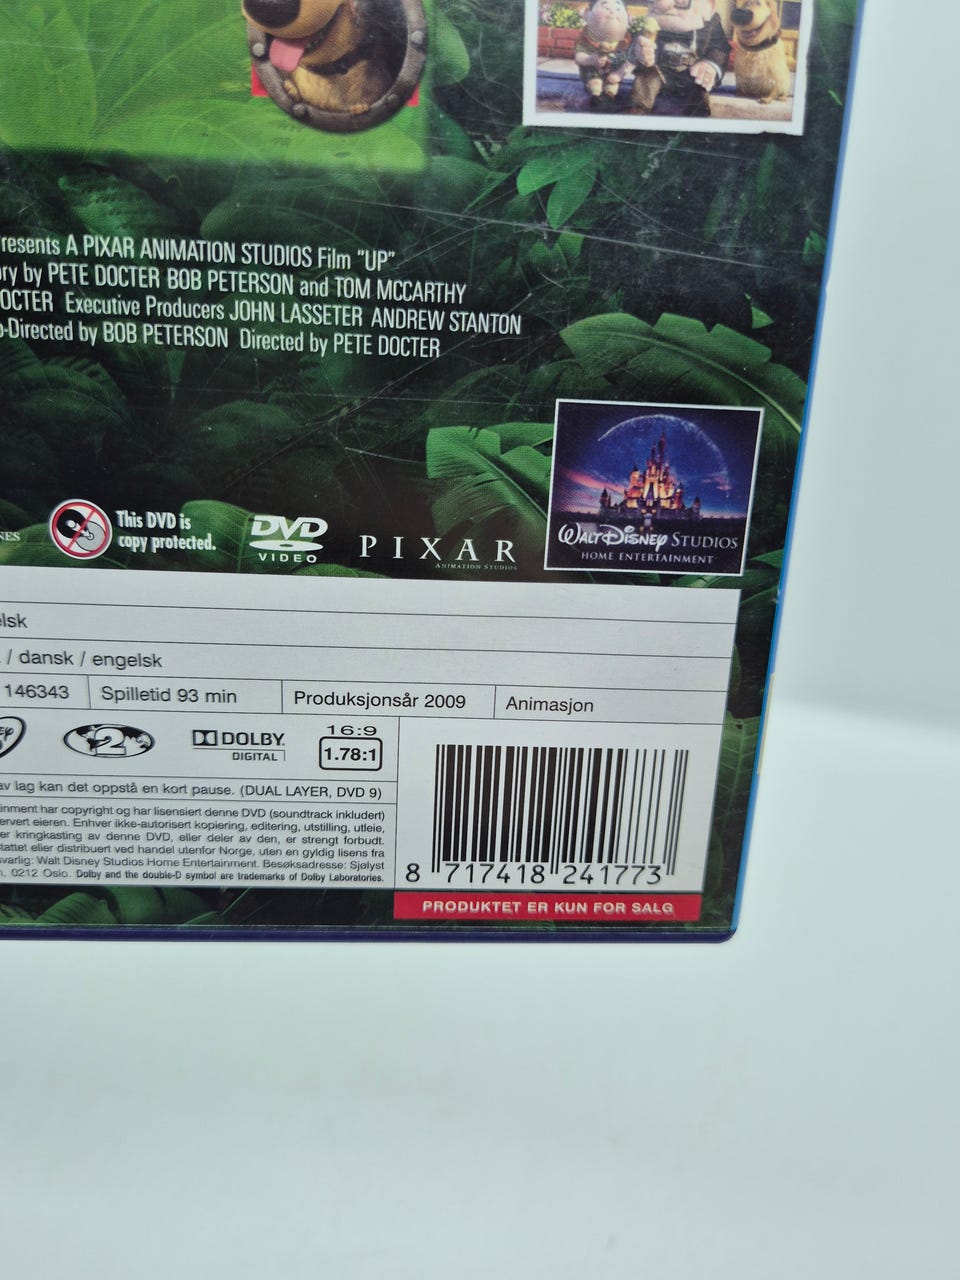 resents A PIXAR ANIMATION STUDIOS Film "UP"
ory by PETE DOCTER BOB PETERSON and TOM MCCARTHY
OCTER Executive Producers JOHN LASSETER ANDREW STANTON
o-Directed by BOB PETERSON Directed by PETE DOCTER
NES
This DVD is
copy protected.
DVD
VIDEO
PIXAR
ANIMATION STUDIOS
WALT DISNEY STUDIOS
HOME ENTERTAINMENT
elsk
/ dansk / engelsk
146343
Spilletid 93 min
Produksjonsår 2009
Animasjon
2
DOLBY.
DIGITAL
16:9
1.78:1
av lag kan det oppstå en kort pause. (DUAL LAYER, DVD 9)
inment har copyright og har lisensiert denne DVD (soundtrack inkludert)
ervert eieren. Enhver ikke-autorisert kopiering, editering, utstilling, utleie,
er kringkasting av denne DVD, eller deler av den, er strengt forbudt.
tattet eller distribuert ved handel utenfor Norge, uten en gyldig lisens fra
svarlig: Walt Disney Studios Home Entertainment. Besøksadresse: Sjølyst
, 0212 Oslo. Dolby and the double-D symbol are trademarks of Dolby Laboratories.
8 717418 241773
PRODUKTET ER KUN FOR SALG